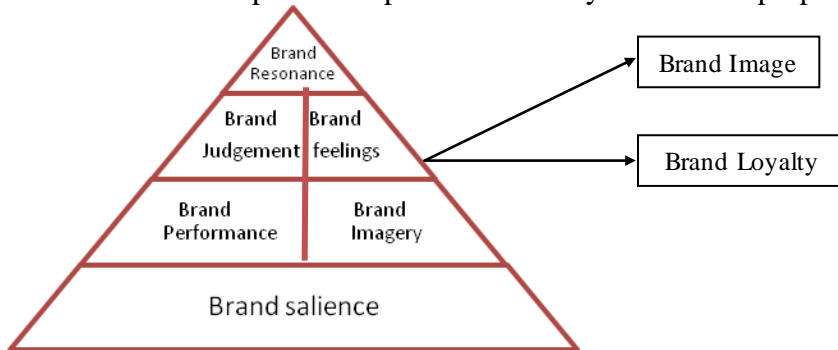 Brand
Resonance
Brand Image
Brand Brand
Judgement feelings
Brand Loyalty
Brand
Performance
Brand
Imagery
Brand salience